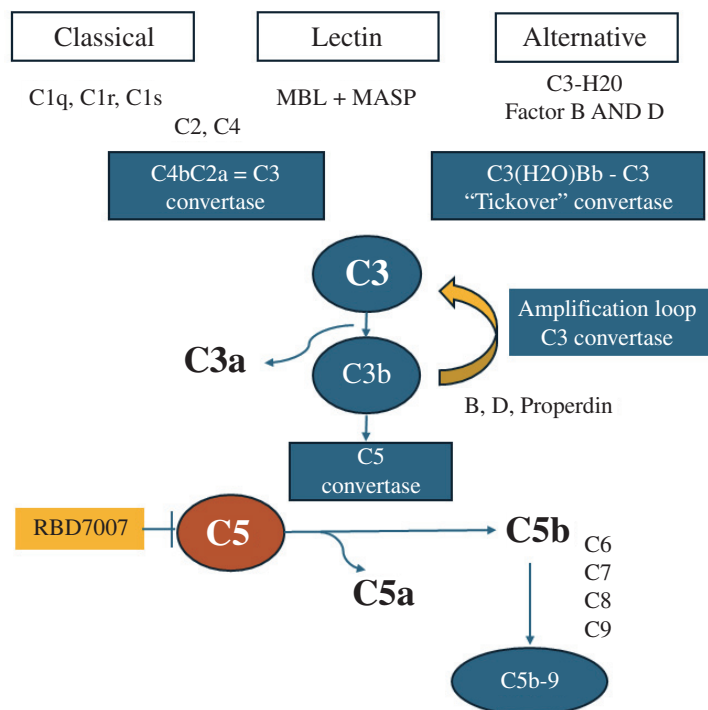 Classical
Lectin
Alternative
C1q, C1r, C1s
MBL + MASP
C3-H20
Factor B AND D
C2, C4
C4bC2a = C3
convertase
C3(H2O)Bb - C3
“Tickover” convertase
C3
Amplification loop
C3 convertase
C3a
C3b
B, D, Properdin
C5
convertase
RBD7007
C5
C5b
C6
C7
C8
C9
C5a
C5b-9